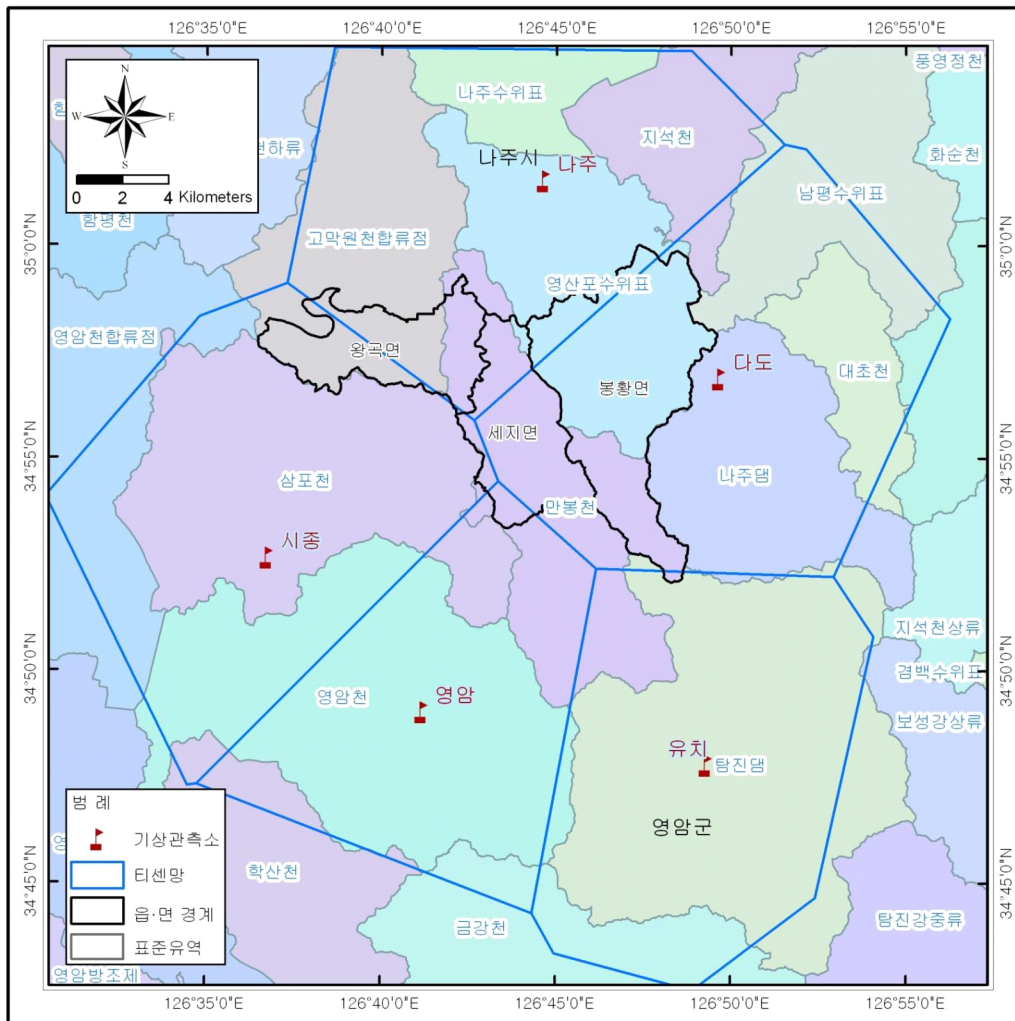 126°35'0"E
126°40'0"E
126°45'0"E
126°50'0"E
126°55'0"E
N
W
E
S
0 2 4 Kilometers
풍영정천
나주수위표
지석천
화순천
나주시
나주
남평수위표
함평천
고막원천합류점
35°0'0"N
35°0'0"N
영산포수위표
영암천합류점
왕곡면
다도
대초천
봉황면
세지면
34°55'0"N
34°55'0"N
삼포천
나주댐
만봉천
시종
지석천상류
34°50'0"N
34°50'0"N
겸백수위표
영암천
영암
보성강상류
유치
탐진댐
범 례
기상관측소
영암군
티센망
학산천
34°45'0"N
34°45'0"N
읍·면 경계
금강천
탐진강중류
표준유역
영암방조제
126°35'0"E
126°40'0"E
126°45'0"E
126°50'0"E
126°55'0"E